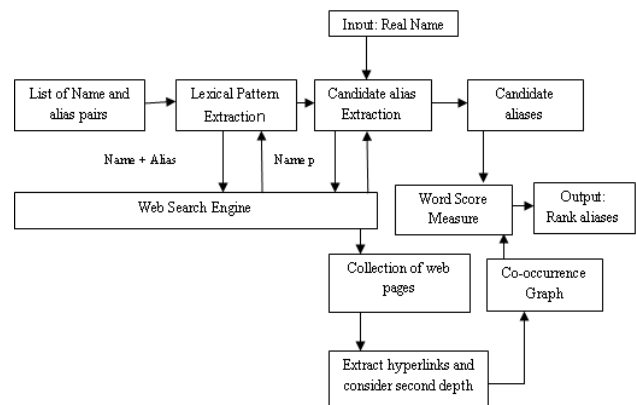 Input: Real Name
List of Name and
alias pairs
Lexical Pattern
Extraction
Candidate alias
Extraction
Candidate
aliases
Name + Alias
Name p
Web Search Engine
Word Score
Measure
Output:
Rank aliases
Collection of web
pages
Co-occurrence
Graph
Extract hyperlinks and
consider second depth